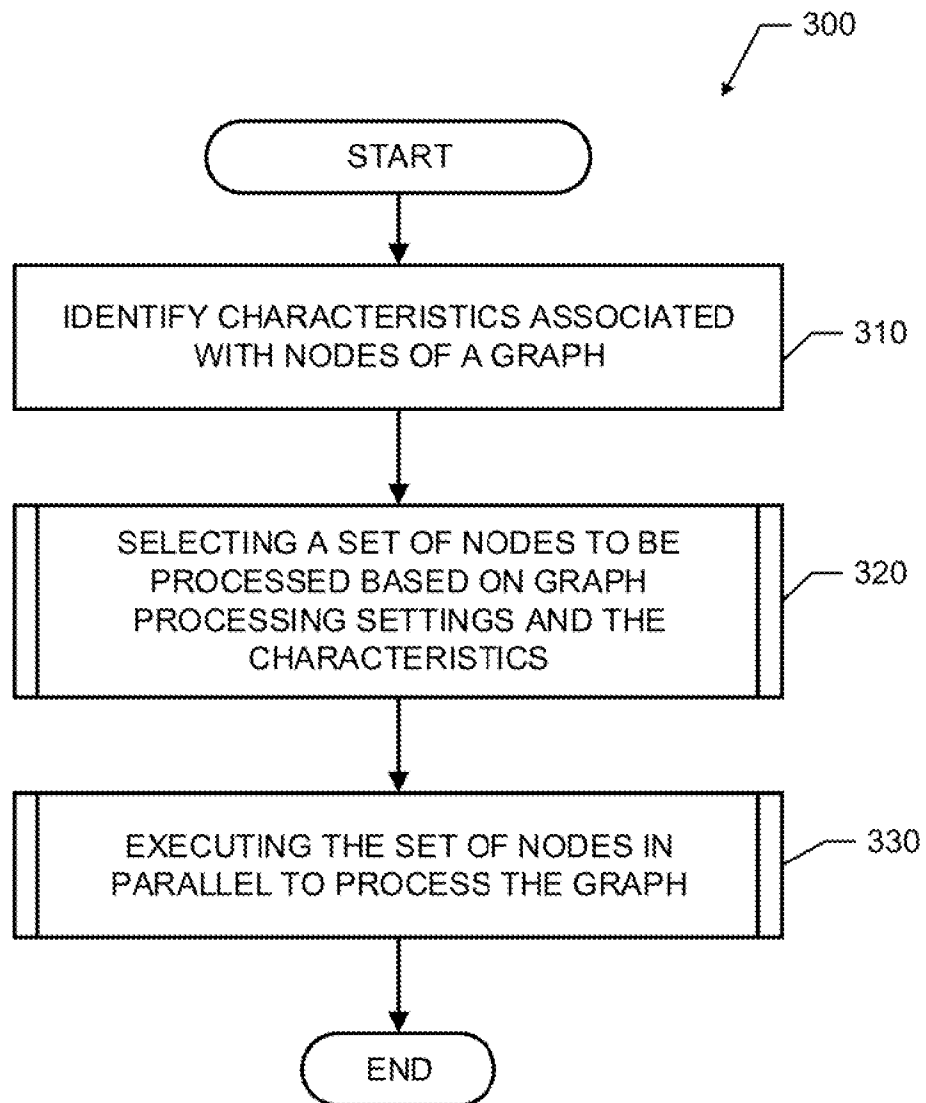 300
START
IDENTIFY CHARACTERISTICS ASSOCIATED
WITH NODES OF A GRAPH
310
SELECTING A SET OF NODES TO BE
PROCESSED BASED ON GRAPH
PROCESSING SETTINGS AND THE
CHARACTERISTICS
320
EXECUTING THE SET OF NODES IN
PARALLEL TO PROCESS THE GRAPH
330
END